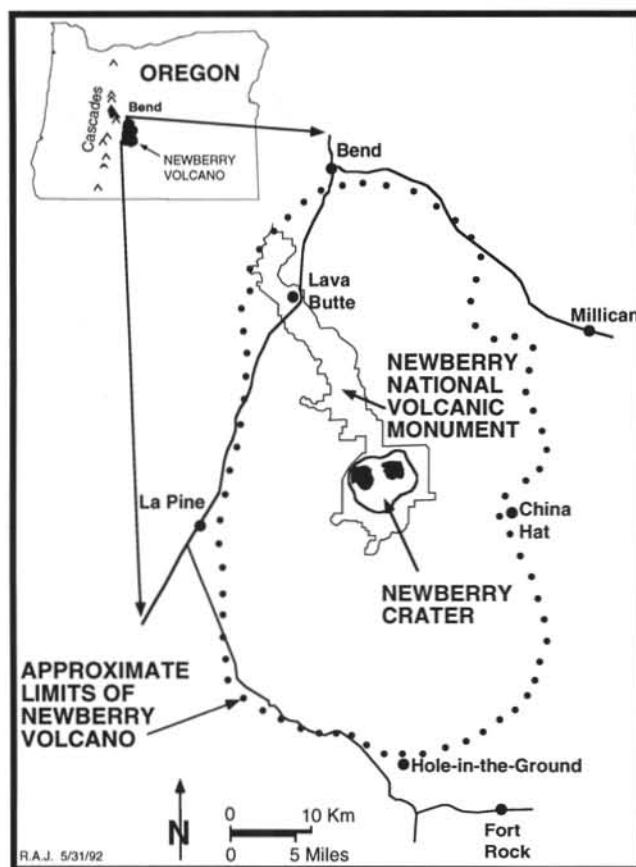 OREGON
Cascades
Bend
NEWBERRY
VOLCANO
Bend
Lava
Butte
Millican
NEWBERRY
NATIONAL
VOLCANIC
MONUMENT
La Pine
China
Hat
NEWBERRY
CRATER
APPROXIMATE
LIMITS OF
NEWBERRY
VOLCANO
Hole-in-the-Ground
N
0 10 Km
0 5 Miles
Fort
Rock
R.A.J. 5/31/92